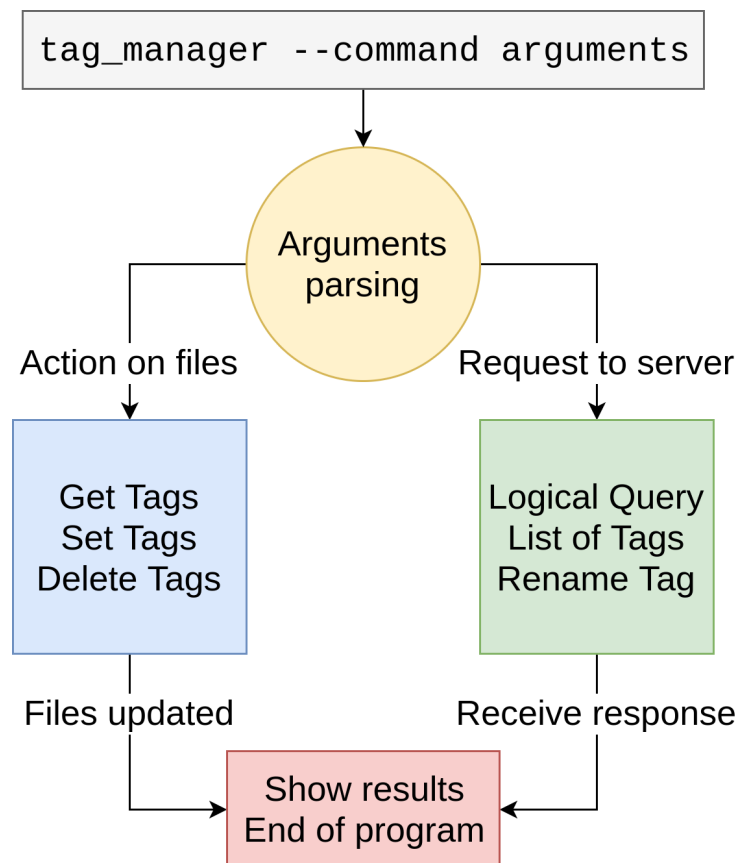 tag_manager --command arguments
Arguments
parsing
Action on files
Request to server
Get Tags
Set Tags
Delete Tags
Logical Query
List of Tags
Rename Tag
Files updated
Receive response
Show results
End of program